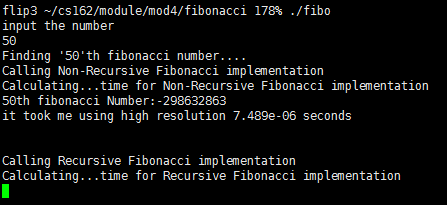 flip3 ~/cs162/module/mod4/fibonacci 178% ./fibo
input the number
50
Finding '50'th fibonacci number....
Calling Non-Recursive Fibonacci implementation
Calculating...time for Non-Recursive Fibonacci implementation
50th fibonacci Number:-298632863
it took me using high resolution 7.489e-06 seconds
Calling Recursive Fibonacci implementation
Calculating...time for Recursive Fibonacci implementation